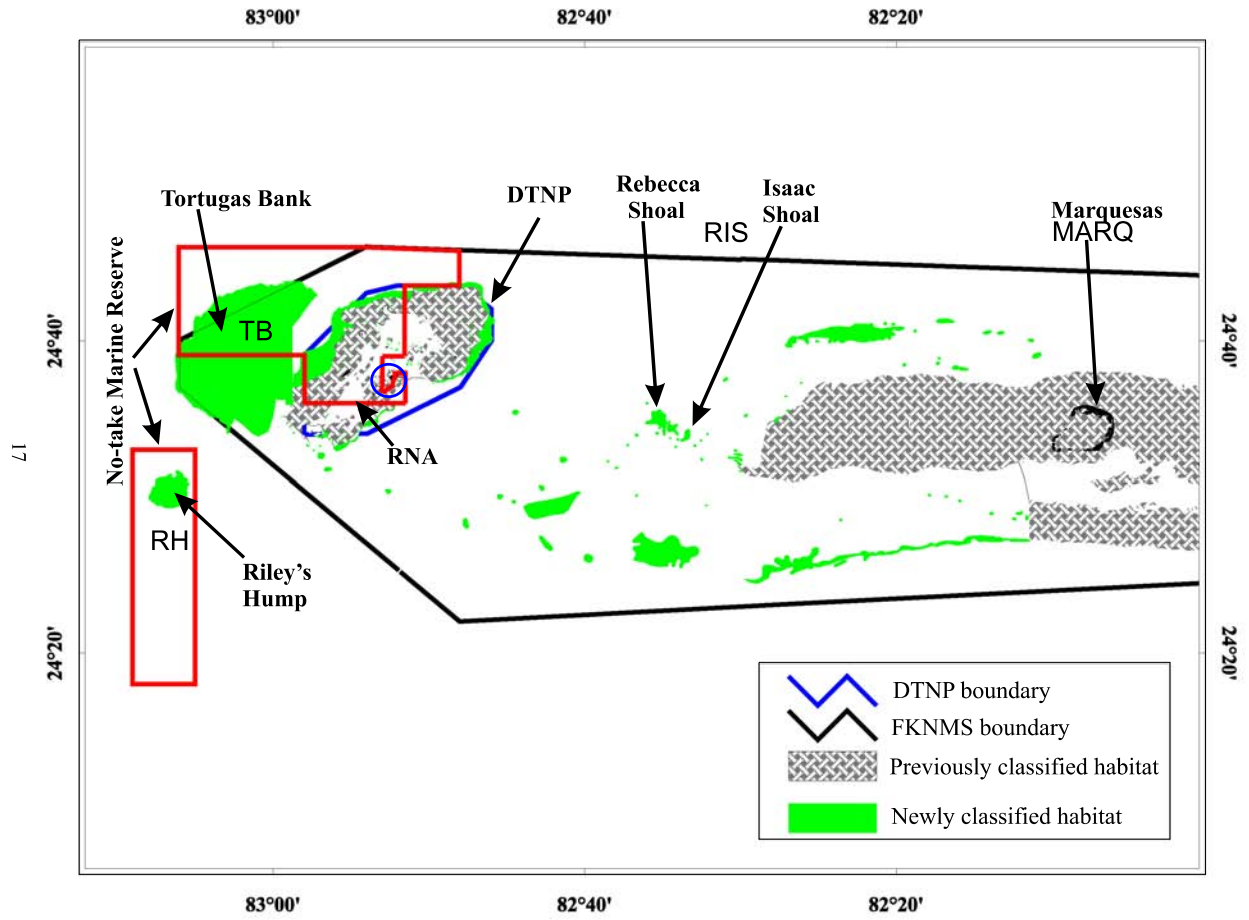 83°00'
82°40'
82°20'
Tortugas Bank
DTNP
Rebecca
Shoal
Isaac
Shoal
RIS
Marquesas
MARQ
No-take Marine Reserve
TB
24°40'
24°40'
RNA
17
RH
Riley's
Hump
24°20'
24°20'
DTNP boundary
FKNMS boundary
Previously classified habitat
Newly classified habitat
83°00'
82°40'
82°20'